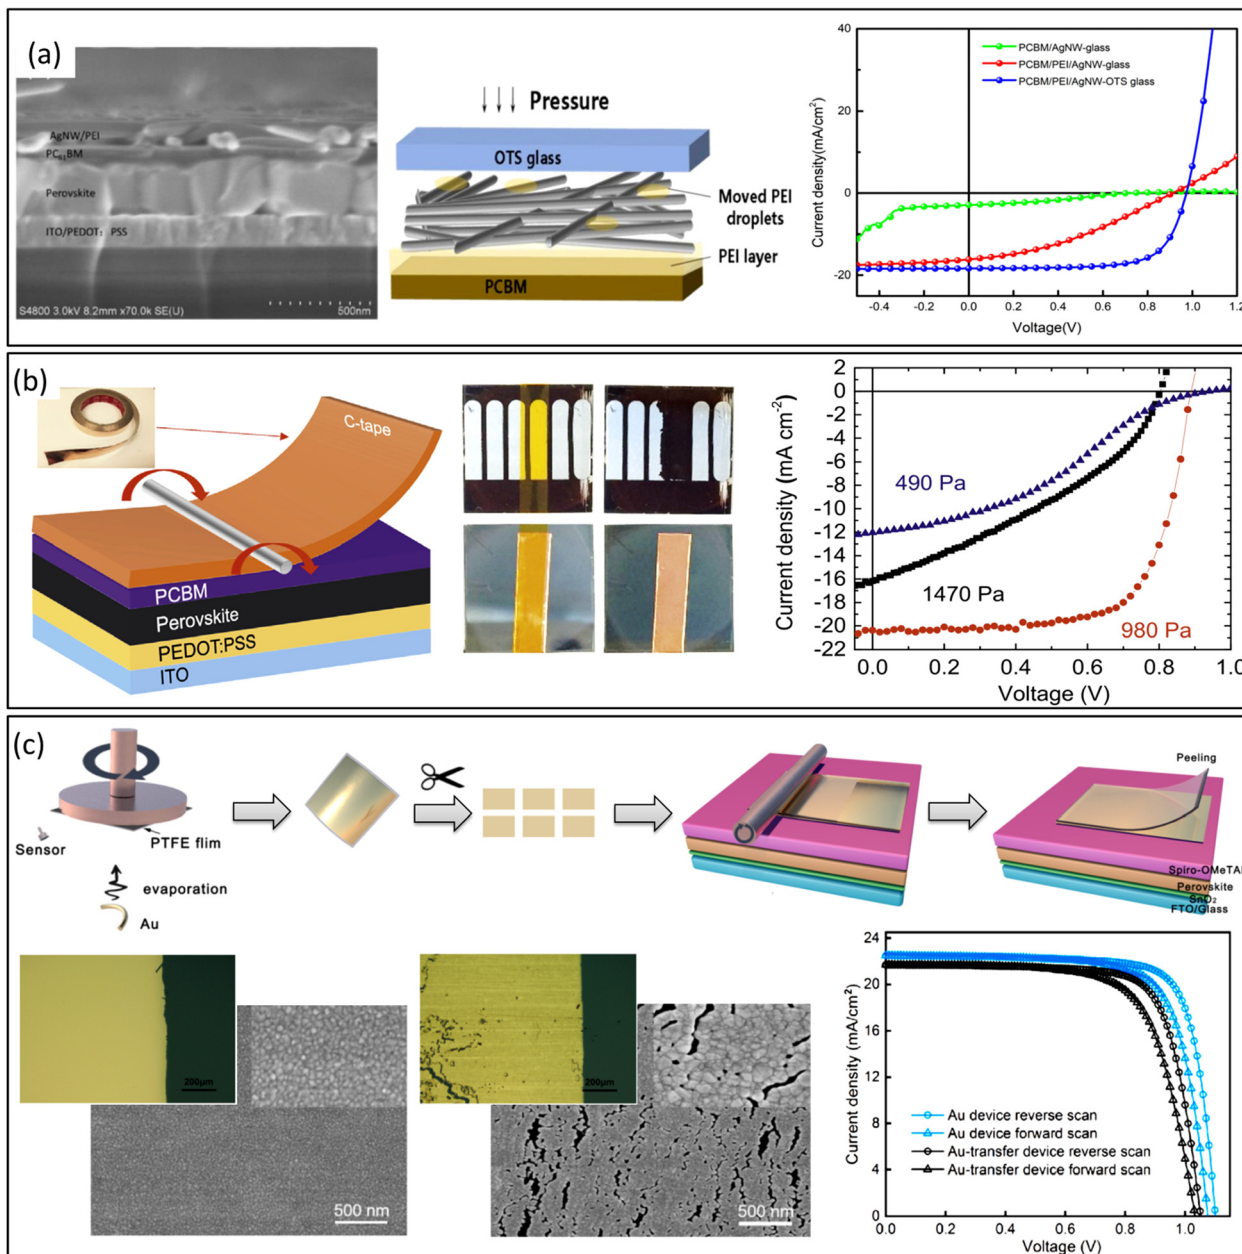 (a)
AgNW/PEI
PC₆₁BM
Perovskite
ITO/PEDOT: PSS
S4800 3.0kV 8.2mm x70.0k SE(U)
500nm
Pressure
OTS glass
Moved PEI
droplets
PEI layer
PCBM
PCBM/AgNW-glass
PCBM/PEI/AgNW-glass
PCBM/PEI/AgNW-OTS glass
Current density(mA/cm²)
40
20
0
-20
-0.4 -0.2 0.0 0.2 0.4 0.6 0.8 1.0 1.2
Voltage(V)
(b)
C-tape
PCBM
Perovskite
PEDOT:PSS
ITO
Current density (mA cm⁻²)
2
0
-2
-4
-6
-8
-10
-12
-14
-16
-18
-20
-22
490 Pa
1470 Pa
980 Pa
0.0 0.2 0.4 0.6 0.8 1.0
Voltage (V)
(c)
Sensor
PTFE flim
evaporation
Au
Peeling
Spiro-OMeTA
Perovskite
SnO₂
FTO/Glass
200μm
500 nm
200μm
500 nm
Current density (mA/cm²)
24
20
16
12
8
4
0
Au device reverse scan
Au device forward scan
Au-transfer device reverse scan
Au-transfer device forward scan
0.0 0.2 0.4 0.6 0.8 1.0
Voltage (V)